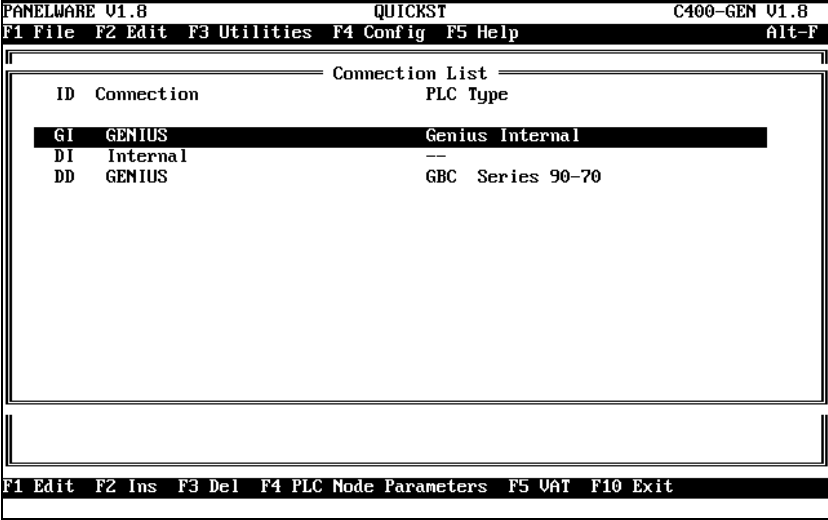 PANELWARE V1.8 QUICKST C400-GEN V1.8
F1 File F2 Edit F3 Utilities F4 Config F5 Help Alt-F
Connection List
ID Connection PLC Type
GI GENIUS Genius Internal
DI Internal --
DD GENIUS GBC Series 90-70
F1 Edit F2 Ins F3 Del F4 PLC Node Parameters F5 VAT F10 Exit